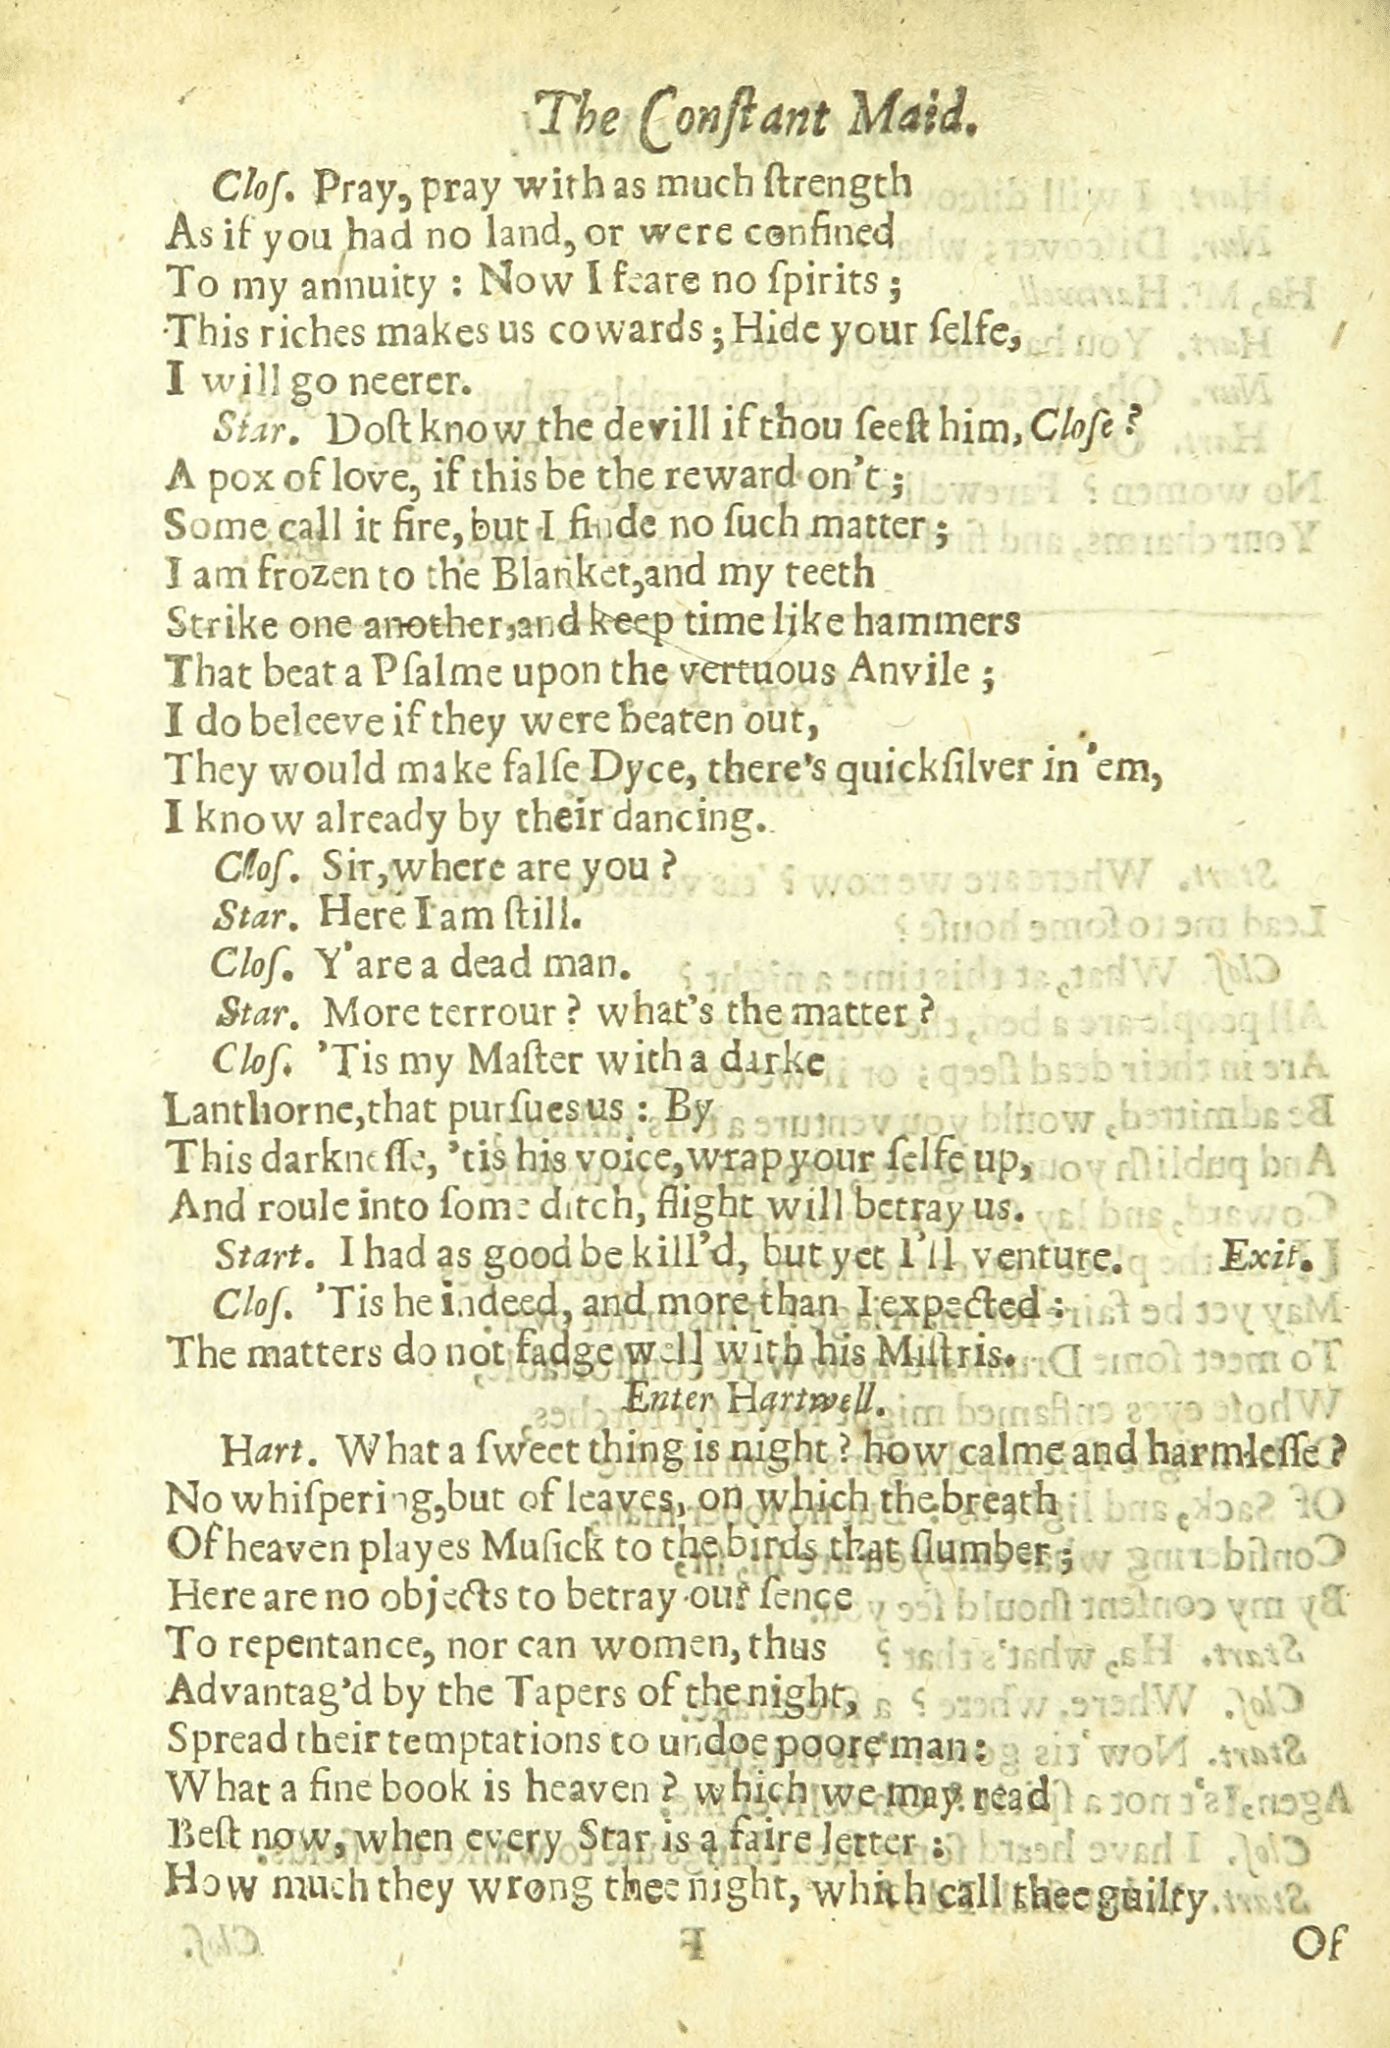 The Conſtant Maid.
Cloſ. Pray, pray with as much ſtrength
As if you had no land, or were confined
To my annuity : Now I feare no ſpirits ;
This riches makes us cowards ; Hide your ſelfe,
I will go neerer.
Star. Doſt know the devill if thou ſeeſt him, Cloſe ?
A pox of love, if this be the reward on't ;
Some call it fire, but I finde no ſuch matter ;
I am frozen to the Blanket, and my teeth
Strike one another, and keep time like hammers
That beat a Pſalme upon the vertuous Anvile ;
I do beleeve if they were beaten out,
They would make falſe Dyce, there's quickſilver in 'em,
I know already by their dancing.
Cloſ. Sir, where are you ?
Star. Here I am ſtill.
Cloſ. Y'are a dead man.
Star. More terrour ? what's the matter ?
Cloſ. 'Tis my Maſter with a darke
Lanthorne, that purſues us : By
This darkneſſe, 'tis his voice, wrap your ſelfe up,
And roule into ſome ditch, flight will betray us.
Start. I had as good be kill'd, but yet I'll venture. Exit.
Cloſ. 'Tis he indeed, and more than I expected :
The matters do not fadge well with his Miſtris.
Enter Hartwell.
Hart. What a ſweet thing is night ? how calme and harmleſſe ?
No whiſpering, but of leaves, on which the breath
Of heaven playes Muſick to the birds that ſlumber ;
Here are no objects to betray our ſence
To repentance, nor can women, thus
Advantag'd by the Tapers of the night,
Spread their temptations to undoe poore man :
What a fine book is heaven ? which we may read
Beſt now, when every Star is a faire letter :
How much they wrong thee night, which call thee guilty
Of